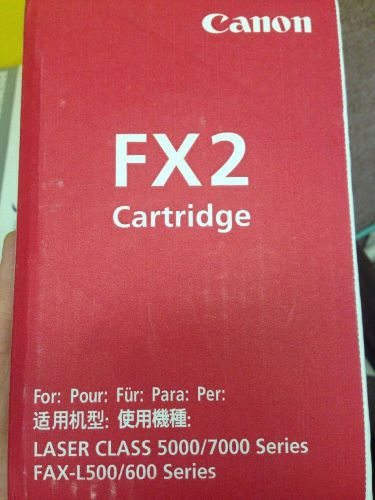 Canon
FX2
Cartridge
For: Pour: Für: Para: Per:
适用机型: 使用機種:
LASER CLASS 5000/7000 Series
FAX-L500/600 Series